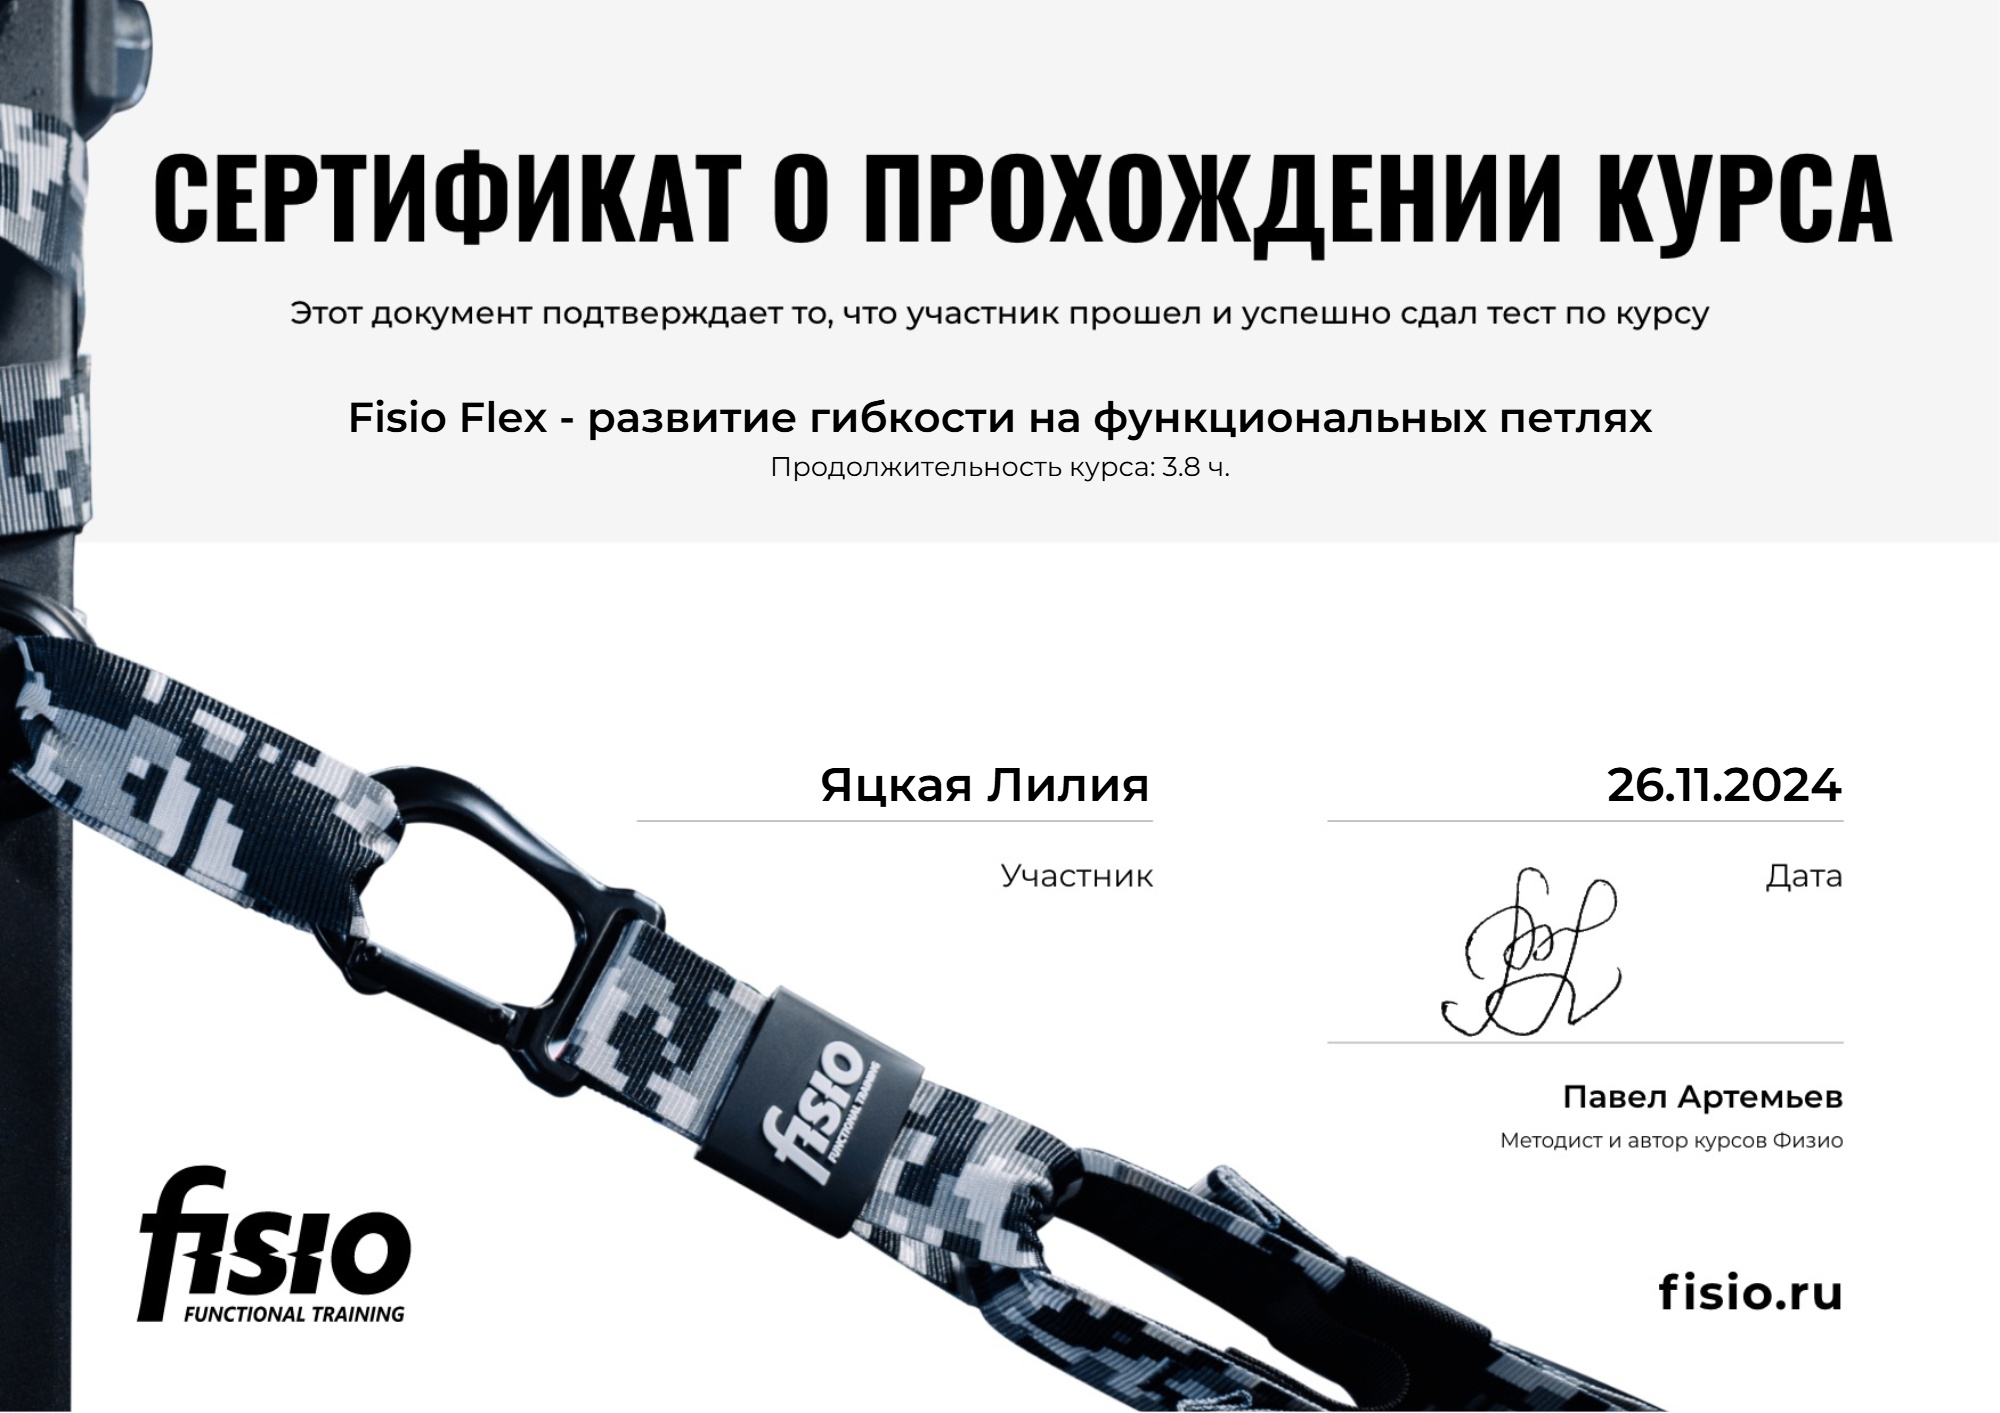 СЕРТИФИКАТ О ПРОХОЖДЕНИИ КУРСА
Этот документ подтверждает то, что участник прошел и успешно сдал тест по курсу
Fisio Flex - развитие гибкости на функциональных петлях
Продолжительность курса: 3.8 ч.
Яцкая Лилия
Участник
26.11.2024
Дата
Павел Артемьев
Методист и автор курсов Физио
fisio
FUNCTIONAL TRAINING
fisio
FUNCTIONAL TRAINING
fisio.ru